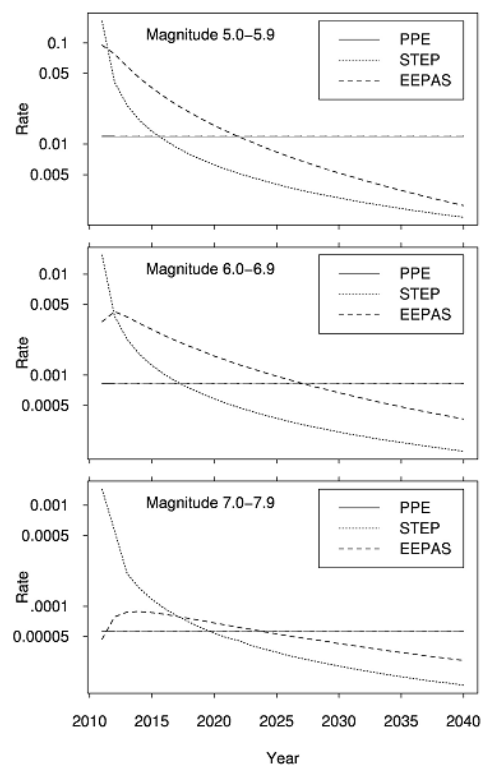 Magnitude 5.0−5.9
PPE
STEP
EEPAS
0.1
0.05
0.01
0.005
Rate
Magnitude 6.0−6.9
PPE
STEP
EEPAS
0.01
0.005
0.001
0.0005
Rate
Magnitude 7.0−7.9
PPE
STEP
EEPAS
0.001
0.0005
.0001
0.00005
Rate
2010 2015 2020 2025 2030 2035 2040
Year